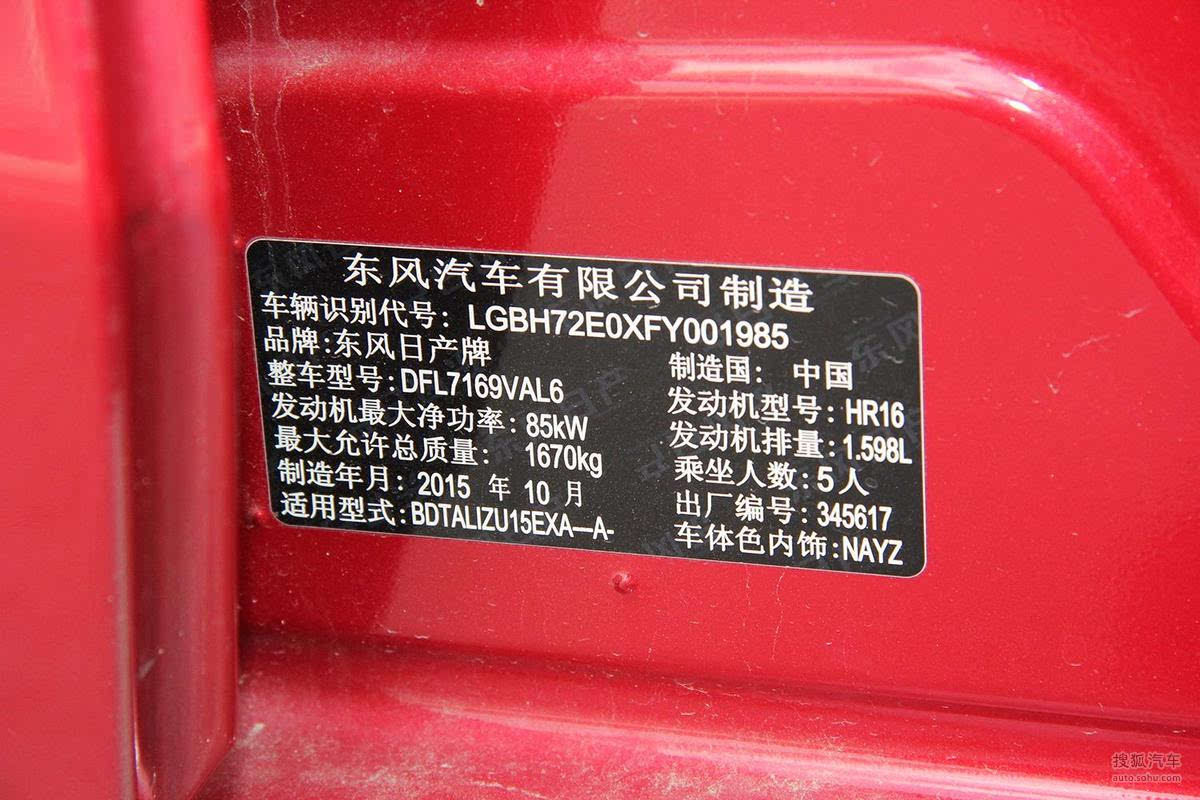 东风汽车有限公司制造
车辆识别代号: LGBH72E0XFY001985
品牌:东风日产牌 制造国: 中国
整车型号:DFL7169VAL6 发动机型号:HR16
发动机最大净功率:85kW 发动机排量:1.598L
最大允许总质量: 1670kg 乘坐人数:5人
制造年月: 2015 年 10 月 出厂编号:345617
适用型式:BDTALIZU15EXA—A- 车体色内饰:NAYZ
搜狐汽车
auto.sohu.com